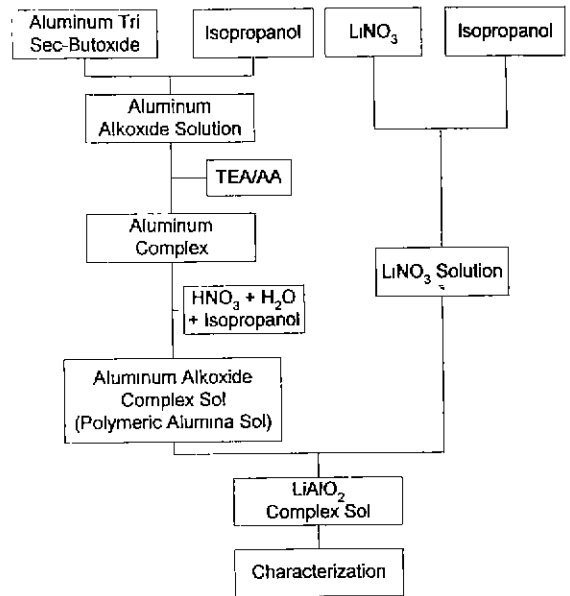 Aluminum Tri
Sec-Butoxide
Isopropanol
LiNO₃
Isopropanol
Aluminum
Alkoxide Solution
TEA/AA
Aluminum
Complex
LiNO₃ Solution
HNO₃ + H₂O
+ Isopropanol
Aluminum Alkoxide
Complex Sol
(Polymeric Alumina Sol)
LiAlO₂
Complex Sol
Characterization